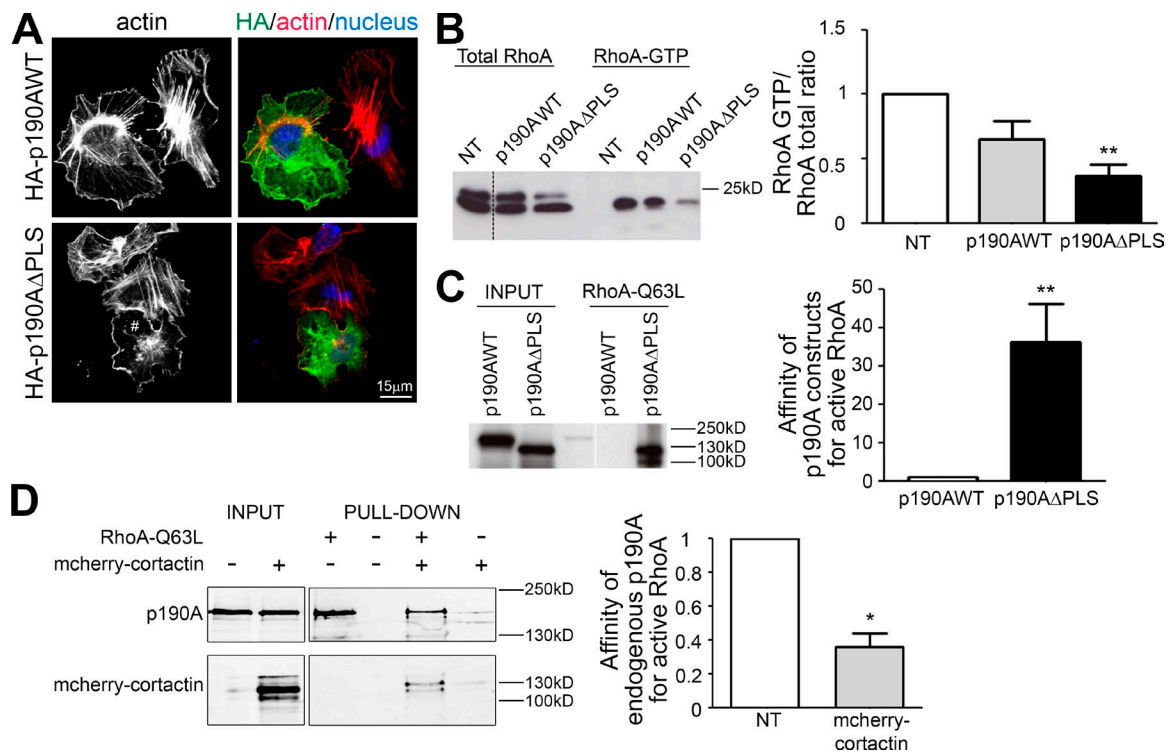 A
actin
HA/actin/nucleus
HA-p190AWT
HA-p190AΔPLS
#
15µm
B
Total RhoA
RhoA-GTP
NT
p190AWT
p190AΔPLS
NT
p190AWT
p190AΔPLS
25kD
RhoA GTP/
RhoA total ratio
1.5
1
0.5
0
**
NT
p190AWT
p190AΔPLS
C
INPUT
RhoA-Q63L
p190AWT
p190AΔPLS
p190AWT
p190AΔPLS
250kD
130kD
100kD
Affinity of
p190A constructs
for active RhoA
50
40
30
20
10
0
**
p190AWT
p190AΔPLS
D
INPUT
PULL-DOWN
RhoA-Q63L
+ - + -
mcherry-cortactin
- + - - + +
p190A
250kD
130kD
mcherry-cortactin
130kD
100kD
Affinity of
endogenous p190A
for active RhoA
1
0.8
0.6
0.4
0.2
0
*
NT
mcherry-
cortactin